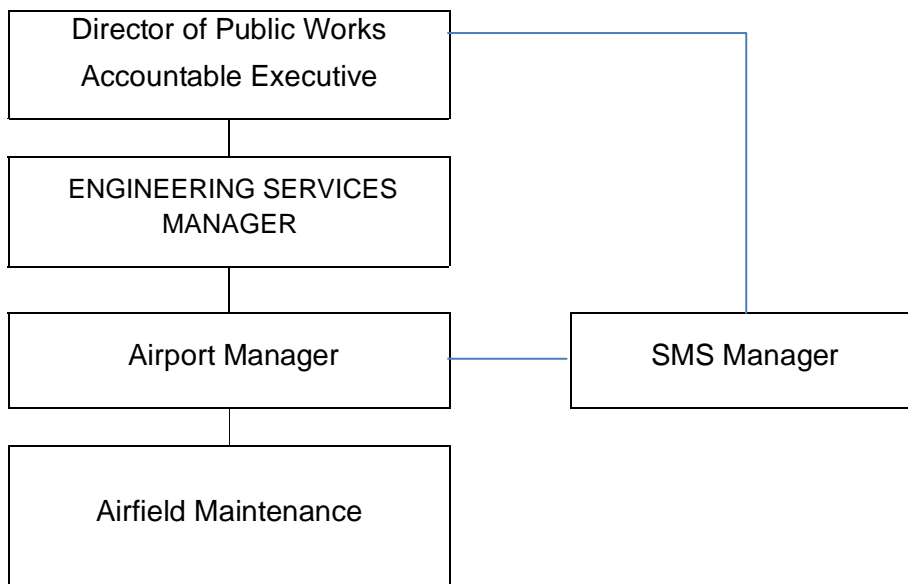 Director of Public Works
Accountable Executive
ENGINEERING SERVICES
MANAGER
Airport Manager
SMS Manager
Airfield Maintenance